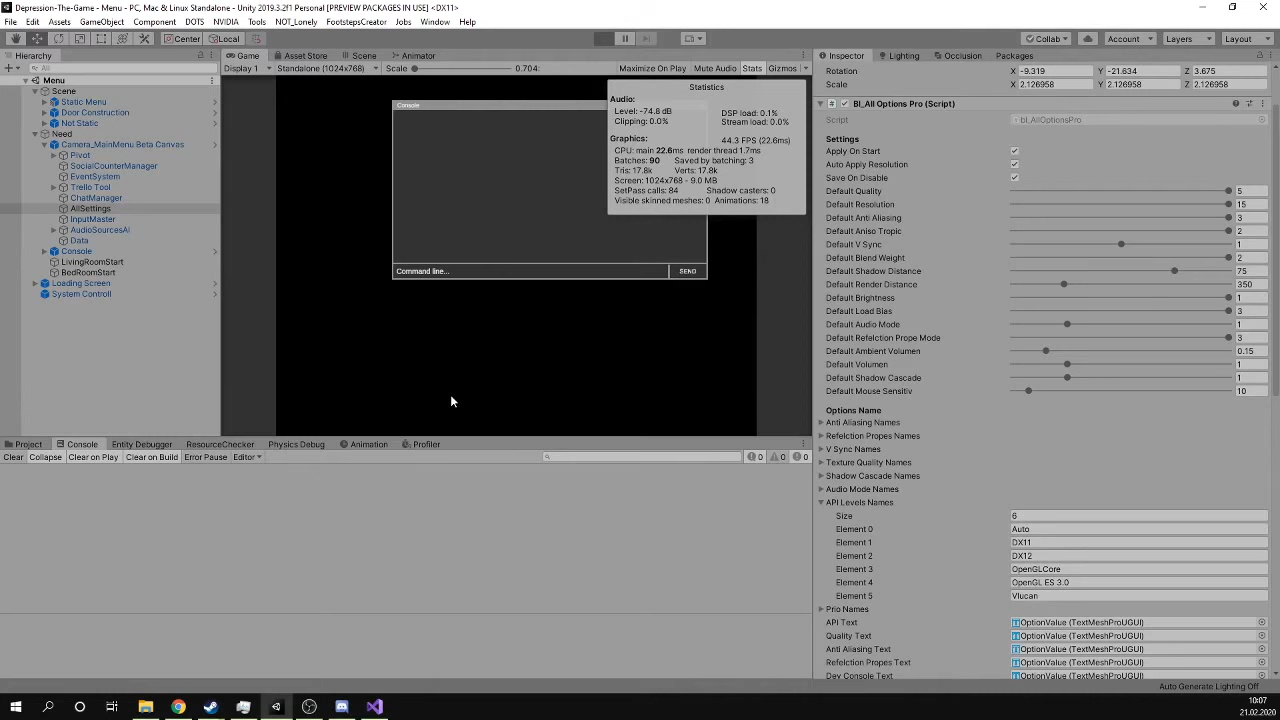 Depression-The-Game - Menu - PC, Mac & Linux Standalone - 2019.3.2f1 Personal [PREVIEW PACKAGES IN USE] <DX11>
File Edit Assets GameObject Component DOTS NVIDIA Tools NOT_Lonely FootstepsCreator Jobs Window Help
Center Local Collab Account Layers Layout
Hierarchy Game Asset Store Scene Animator Inspector Lighting Occlusion Packages
All Display 1 Standalone (1024x768) Scale 0.704: Maximize On Play Mute Audio Stats Gizmos
Menu
Scene
Static Menu
Door Construction
Not Static
Need
Camera_MainMenu Beta Canvas
Pivot
SocialCounterManager
EventSystem
Trello Tool
ChatManager
AllSettings
InputMaster
AudioSourcesAl
Data
Console
LivingRoomStart
BedRoomStart
Loading Screen
System Controll
Console
Command line...
SEND
Statistics
Audio:
Level: -74.8 dB DSP load: 0.1%
Clipping: 0.0% Stream load: 0.0%
Graphics: 44.3 FPS (22.6ms)
CPU: main 22.6ms render thread 1.7ms
Batches: 90 Saved by batching: 3
Tris: 17.8k Verts: 17.8k
Screen: 1024x768 - 9.0 MB
SetPass calls: 84 Shadow casters: 0
Visible skinned meshes: 0 Animations: 18
Project Console Entity Debugger ResourceChecker Physics Debug Animation Profiler
Clear Collapse Clear on Play Clear on Build Error Pause Editor 0 0 0
Rotation X -9.319 Y -21.634 Z 3.675
Scale X 2.126958 Y 2.126958 Z 2.126958
Bl_All Options Pro (Script)
Script bl_AllOptionsPro
Settings
Apply On Start
Auto Apply Resolution
Save On Disable
Default Quality 5
Default Resolution 15
Default Anti Aliasing 3
Default Aniso Tropic 2
Default V Sync 1
Default Blend Weight 2
Default Shadow Distance 75
Default Render Distance 350
Default Brightness 1
Default Load Bias 3
Default Audio Mode 1
Default Refelction Prope Mode 3
Default Ambient Volumen 0.15
Default Volumen 1
Default Shadow Cascade 1
Default Mouse Sensitiv 10
Options Name
Anti Aliasing Names
Refelction Propes Names
V Sync Names
Texture Quality Names
Shadow Cascade Names
Audio Mode Names
API Levels Names
Size 6
Element 0 Auto
Element 1 DX11
Element 2 DX12
Element 3 OpenGLCore
Element 4 OpenGL ES 3.0
Element 5 Vlucan
Prio Names
API Text OptionValue (TextMeshProUGUI)
Quality Text OptionValue (TextMeshProUGUI)
Anti Aliasing Text OptionValue (TextMeshProUGUI)
Refelction Propes Text OptionValue (TextMeshProUGUI)
Dev Console Text OptionValue (TextMeshProUGUI)
Auto Generate Lighting Off
10:07
21.02.2020